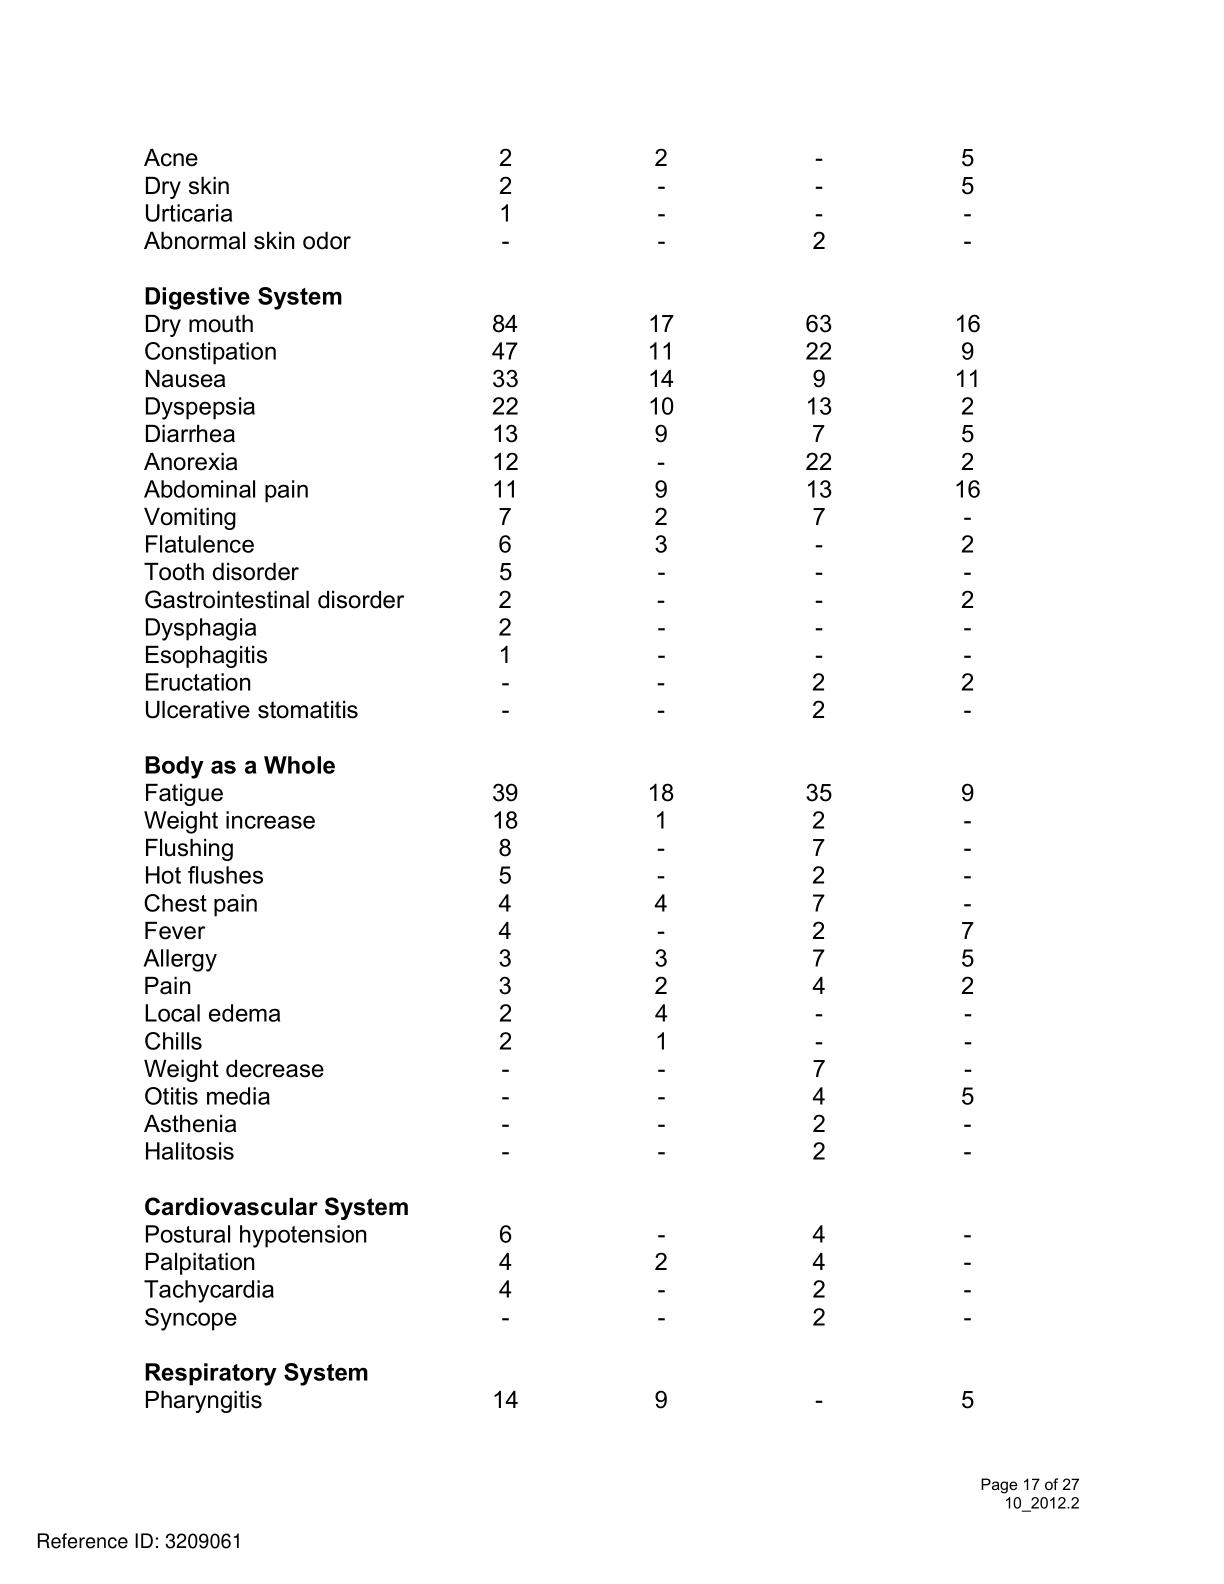 Acne 2 2 - 5
Dry skin 2 - - 5
Urticaria 1 - - -
Abnormal skin odor - - 2 -
Digestive System
Dry mouth 84 17 63 16
Constipation 47 11 22 9
Nausea 33 14 9 11
Dyspepsia 22 10 13 2
Diarrhea 13 9 7 5
Anorexia 12 - 22 2
Abdominal pain 11 9 13 16
Vomiting 7 2 7 -
Flatulence 6 3 - 2
Tooth disorder 5 - - -
Gastrointestinal disorder 2 - - 2
Dysphagia 2 - - -
Esophagitis 1 - - -
Eructation - - 2 2
Ulcerative stomatitis - - 2 -
Body as a Whole
Fatigue 39 18 35 9
Weight increase 18 1 2 -
Flushing 8 - 7 -
Hot flushes 5 - 2 -
Chest pain 4 4 7 -
Fever 4 - 2 7
Allergy 3 3 7 5
Pain 3 2 4 2
Local edema 2 4 - -
Chills 2 1 - -
Weight decrease - - 7 -
Otitis media - - 4 5
Asthenia - - 2 -
Halitosis - - 2 -
Cardiovascular System
Postural hypotension 6 - 4 -
Palpitation 4 2 4 -
Tachycardia 4 - 2 -
Syncope - - 2 -
Respiratory System
Pharyngitis 14 9 - 5
Page 17 of 27
10_2012.2
Reference ID: 3209061